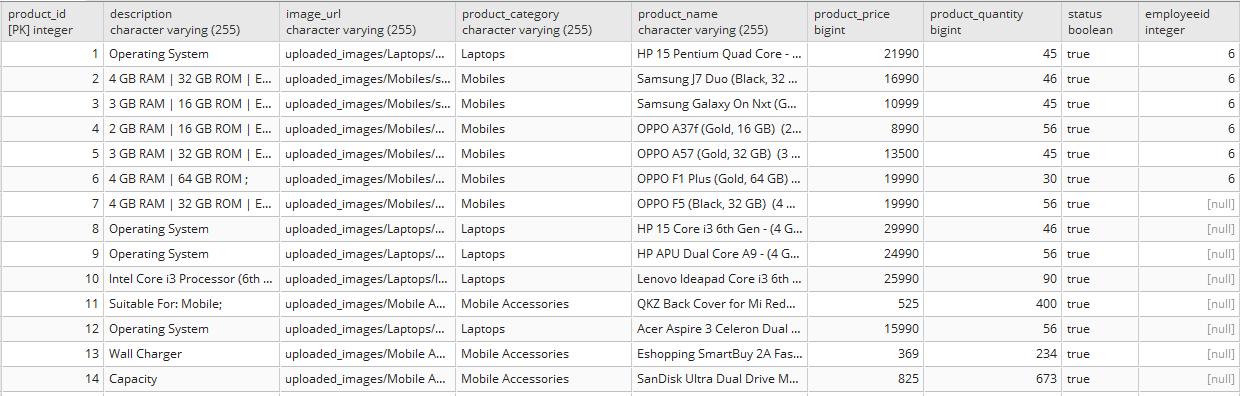 product_id description image_url product_category product_name product_price product_quantity status employeeid
[PK] integer character varying (255) character varying (255) character varying (255) character varying (255) bigint bigint boolean integer
1 Operating System uploaded_images/Laptops/... Laptops HP 15 Pentium Quad Core - ... 21990 45 true 6
2 4 GB RAM | 32 GB ROM | E... uploaded_images/Mobiles/s... Mobiles Samsung J7 Duo (Black, 32 ... 16990 46 true 6
3 3 GB RAM | 16 GB ROM | E... uploaded_images/Mobiles/s... Mobiles Samsung Galaxy On Nxt (G... 10999 45 true 6
4 2 GB RAM | 16 GB ROM | E... uploaded_images/Mobiles/... Mobiles OPPO A37f (Gold, 16 GB) (2... 8990 56 true 6
5 3 GB RAM | 32 GB ROM | E... uploaded_images/Mobiles/... Mobiles OPPO A57 (Gold, 32 GB) (3 ... 13500 45 true 6
6 4 GB RAM | 64 GB ROM ; uploaded_images/Mobiles/... Mobiles OPPO F1 Plus (Gold, 64 GB) ... 19990 30 true 6
7 4 GB RAM | 32 GB ROM | E... uploaded_images/Mobiles/... Mobiles OPPO F5 (Black, 32 GB) (4 ... 19990 56 true [null]
8 Operating System uploaded_images/Laptops/... Laptops HP 15 Core i3 6th Gen - (4 G... 29990 46 true [null]
9 Operating System uploaded_images/Laptops/... Laptops HP APU Dual Core A9 - (4 G... 24990 56 true [null]
10 Intel Core i3 Processor (6th ... uploaded_images/Laptops/l... Laptops Lenovo Ideapad Core i3 6th ... 25990 90 true [null]
11 Suitable For: Mobile; uploaded_images/Mobile A... Mobile Accessories QKZ Back Cover for Mi Red... 525 400 true [null]
12 Operating System uploaded_images/Laptops/... Laptops Acer Aspire 3 Celeron Dual ... 15990 56 true [null]
13 Wall Charger uploaded_images/Mobile A... Mobile Accessories Eshopping SmartBuy 2A Fas... 369 234 true [null]
14 Capacity uploaded_images/Mobile A... Mobile Accessories SanDisk Ultra Dual Drive M... 825 673 true [null]